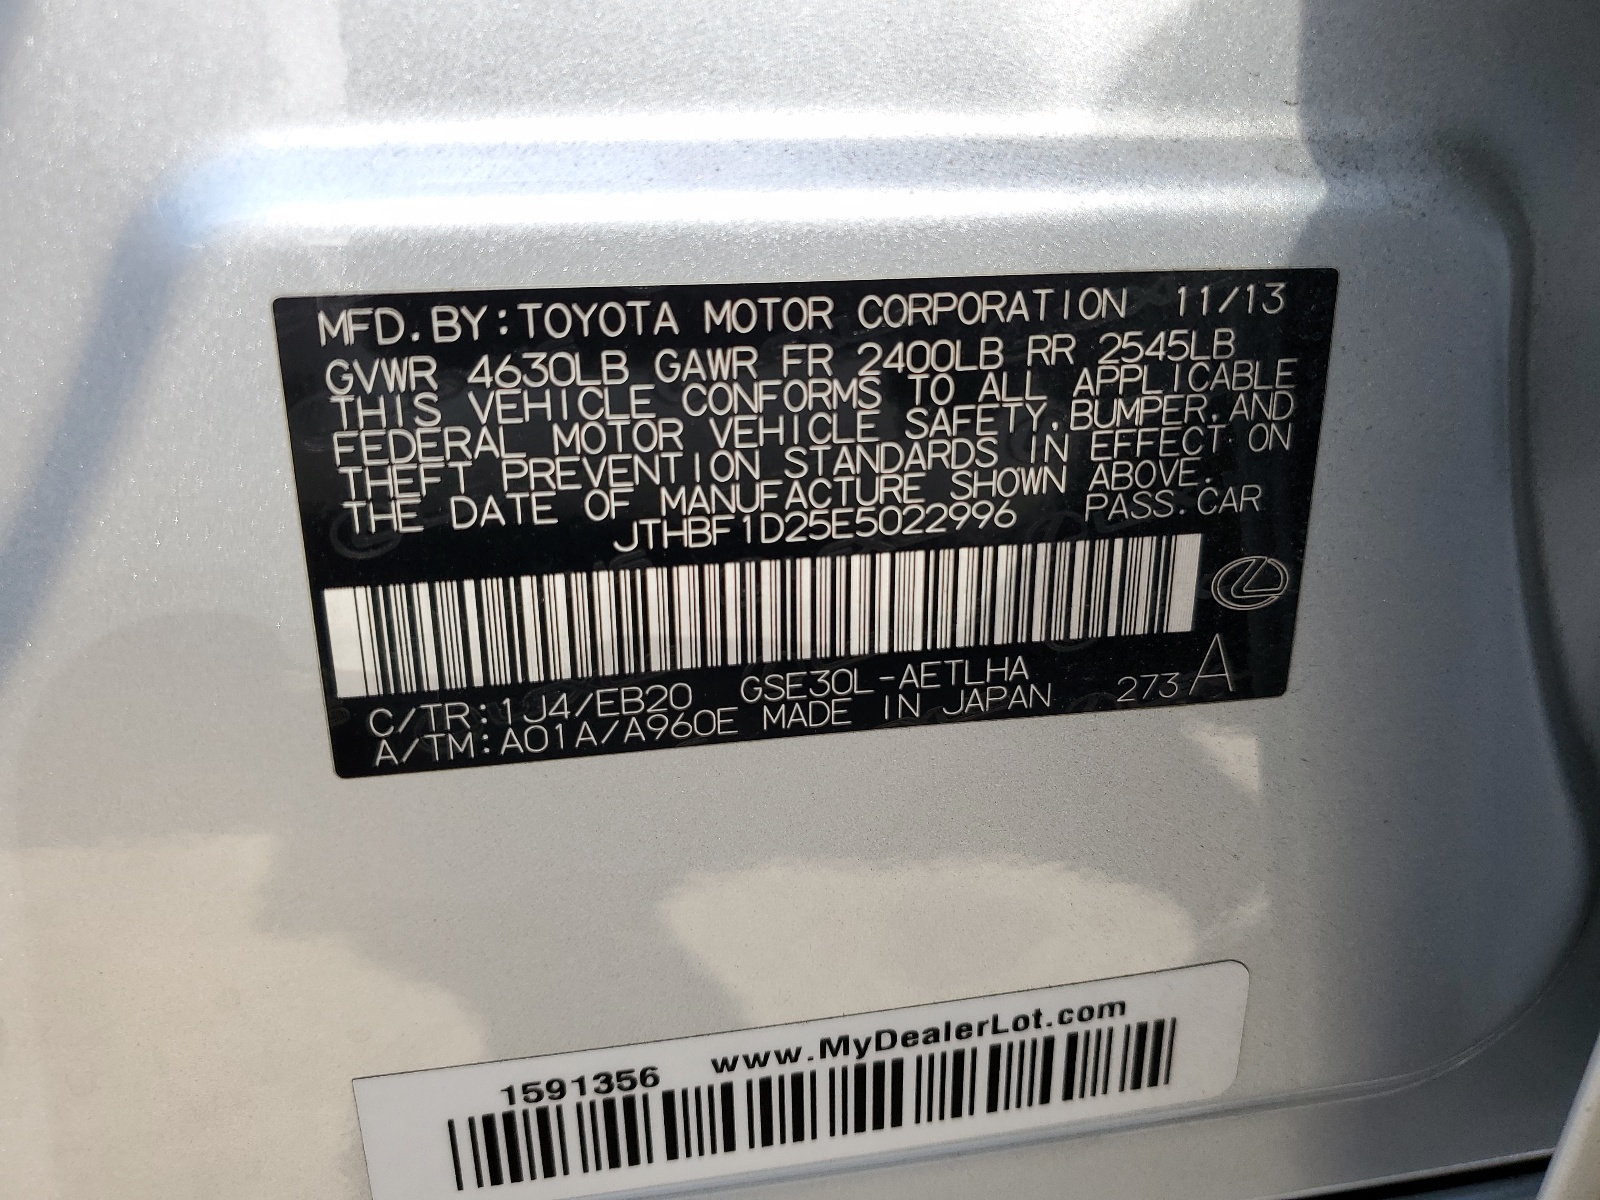 MFD.BY:TOYOTA MOTOR CORPORATION 11/13
GVWR 4630LB GAWR FR 2400LB RR 2545LB
THIS VEHICLE CONFORMS TO ALL APPLICABLE
FEDERAL MOTOR VEHICLE SAFETY,BUMPER,AND
THEFT PREVENTION STANDARDS IN EFFECT ON
THE DATE OF MANUFACTURE SHOWN ABOVE.
JTHBF1D25E5022996 PASS.CAR
C/TR:1J4/EB20 GSE30L-AETLHA
A/TM:A01A/A960E MADE IN JAPAN 273 A
1591356 www.MyDealerLot.com